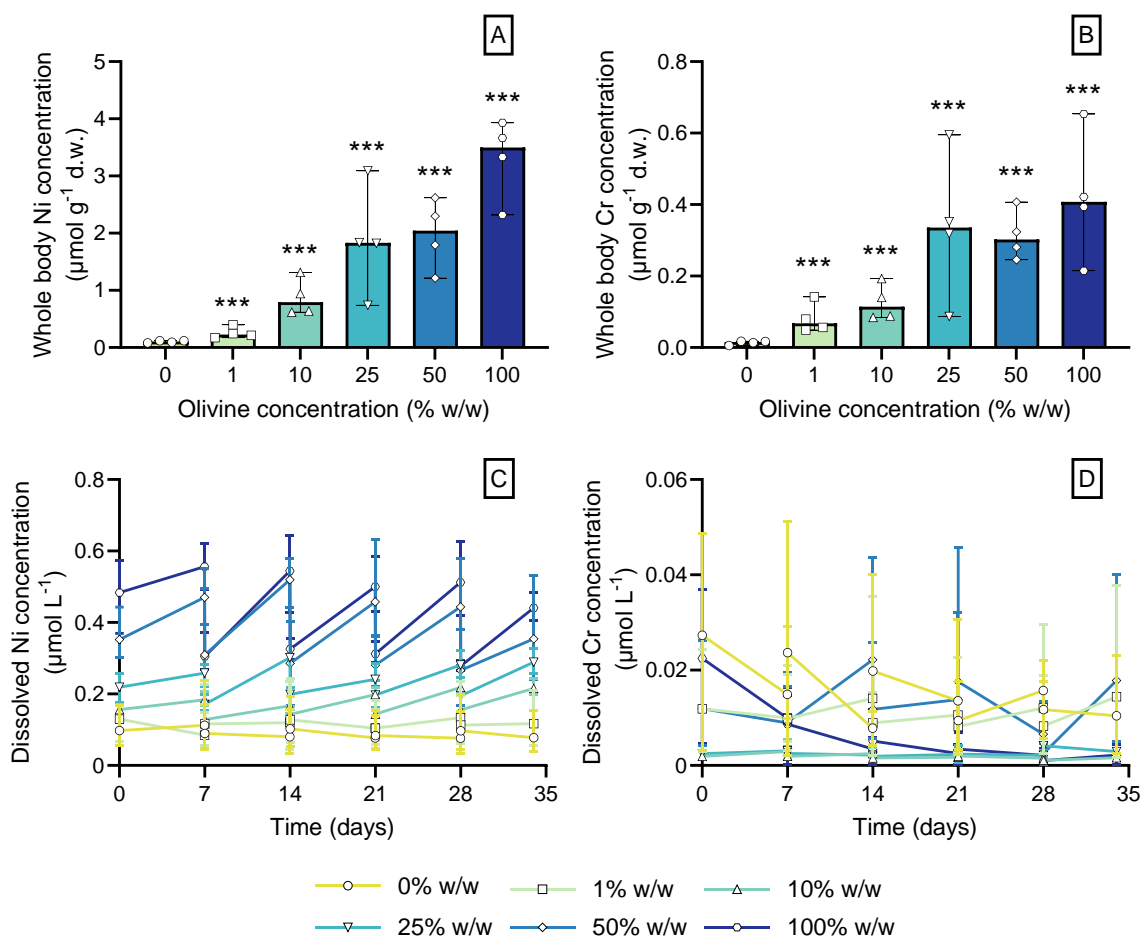 A
Whole body Ni concentration
(µmol g⁻¹ d.w.)
5
4
3
2
1
0
***
***
***
***
***
0 1 10 25 50 100
Olivine concentration (% w/w)
B
Whole body Cr concentration
(µmol g⁻¹ d.w.)
0.8
0.6
0.4
0.2
0.0
***
***
***
***
***
0 1 10 25 50 100
Olivine concentration (% w/w)
C
Dissolved Ni concentration
(µmol L⁻¹)
0.8
0.6
0.4
0.2
0
0 7 14 21 28 35
Time (days)
D
Dissolved Cr concentration
(µmol L⁻¹)
0.06
0.04
0.02
0
0 7 14 21 28 35
Time (days)
0% w/w 1% w/w 10% w/w
25% w/w 50% w/w 100% w/w